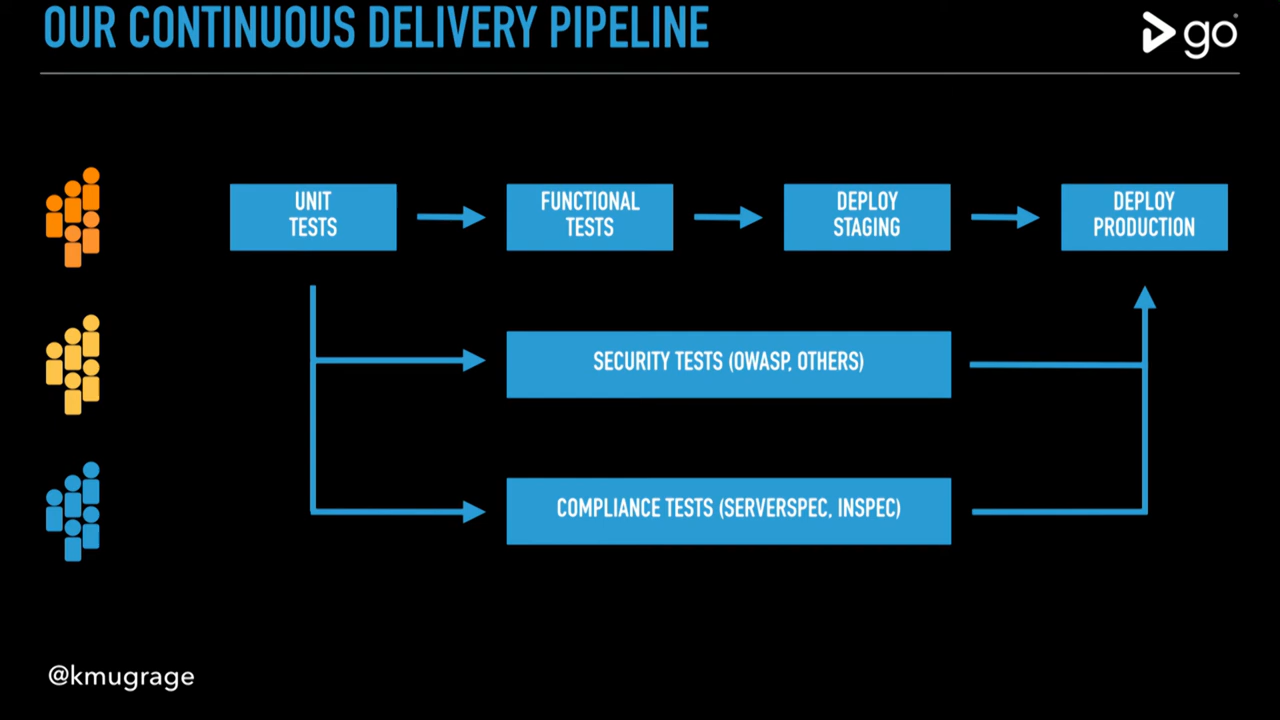 OUR CONTINUOUS DELIVERY PIPELINE
go
UNIT
TESTS
FUNCTIONAL
TESTS
DEPLOY
STAGING
DEPLOY
PRODUCTION
SECURITY TESTS (OWASP, OTHERS)
COMPLIANCE TESTS (SERVERSPEC, INSPEC)
@kmugrage